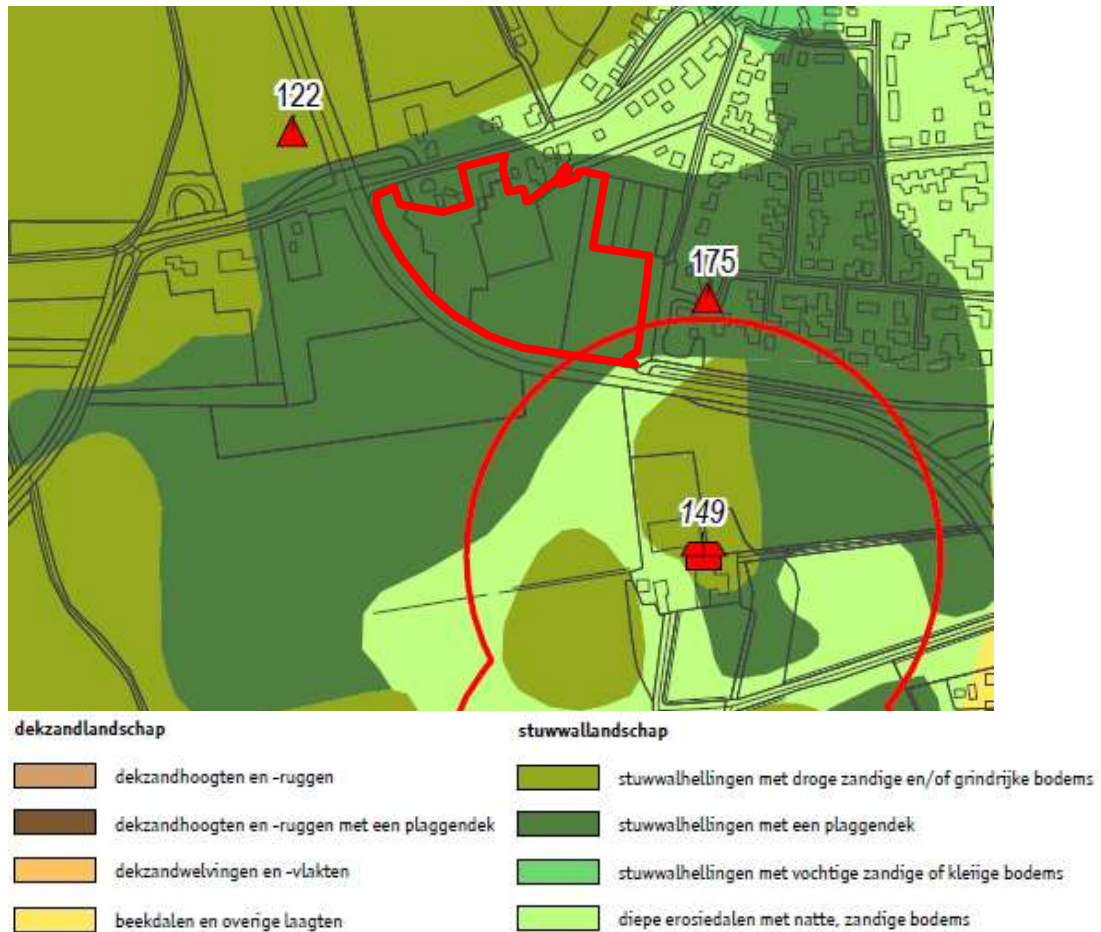 122
175
149
dekzandlandschap
dekzandhoogten en -ruggen
dekzandhoogten en -ruggen met een plaggendek
dekzandwelvingen en -vlakten
beekdalen en overige laagten
stuwwallandschap
stuwwalhellingen met droge zandige en/of grindrijke bodems
stuwwalhellingen met een plaggendek
stuwwalhellingen met vochtige zandige of kleiige bodems
diepe erosiedalen met natte, zandige bodems